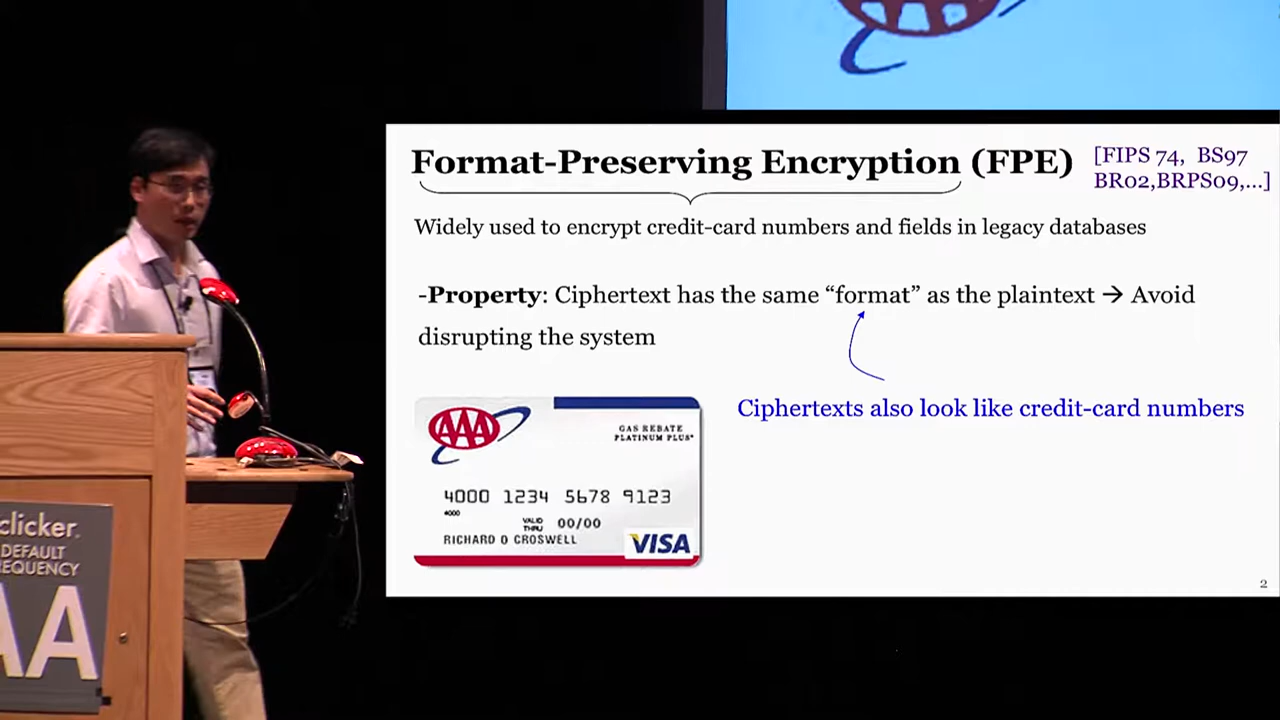 Format-Preserving Encryption (FPE)
[FIPS 74, BS97
BR02,BRPS09,...]
Widely used to encrypt credit-card numbers and fields in legacy databases
-Property: Ciphertext has the same “format” as the plaintext → Avoid
disrupting the system
Ciphertexts also look like credit-card numbers
AAA
GAS REBATE
PLATINUM PLUS®
4000 1234 5678 9123
4000
VALID
THRU
00/00
RICHARD O CROSWELL
VISA
2
clicker.
DEFAULT
EQUENCY
AA